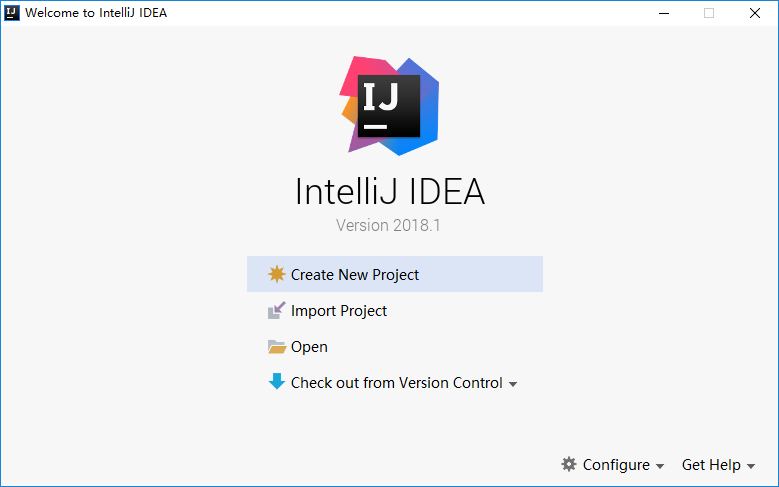 Welcome to IntelliJ IDEA
IJ
IntelliJ IDEA
Version 2018.1
Create New Project
Import Project
Open
Check out from Version Control
Configure
Get Help